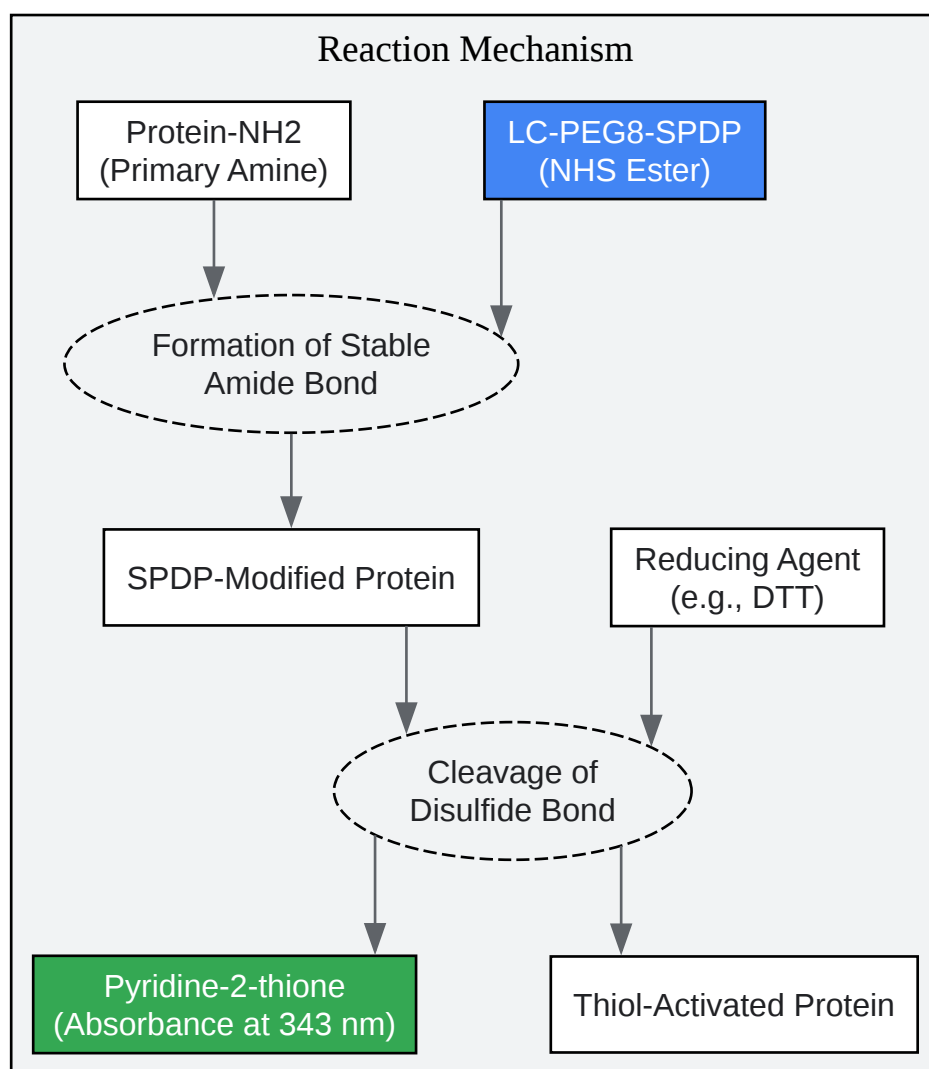 Reaction Mechanism
Protein-NH2
(Primary Amine)
LC-PEG8-SPDP
(NHS Ester)
Formation of Stable
Amide Bond
SPDP-Modified Protein
Reducing Agent
(e.g., DTT)
Cleavage of
Disulfide Bond
Pyridine-2-thione
(Absorbance at 343 nm)
Thiol-Activated Protein